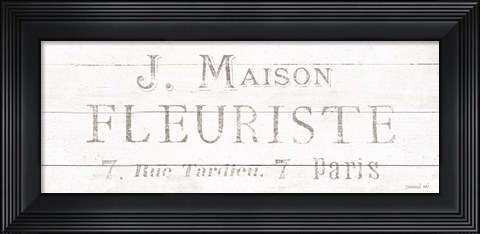 J. MAISON
FLEURISTE
7. Rue Tardieu. 7 Paris